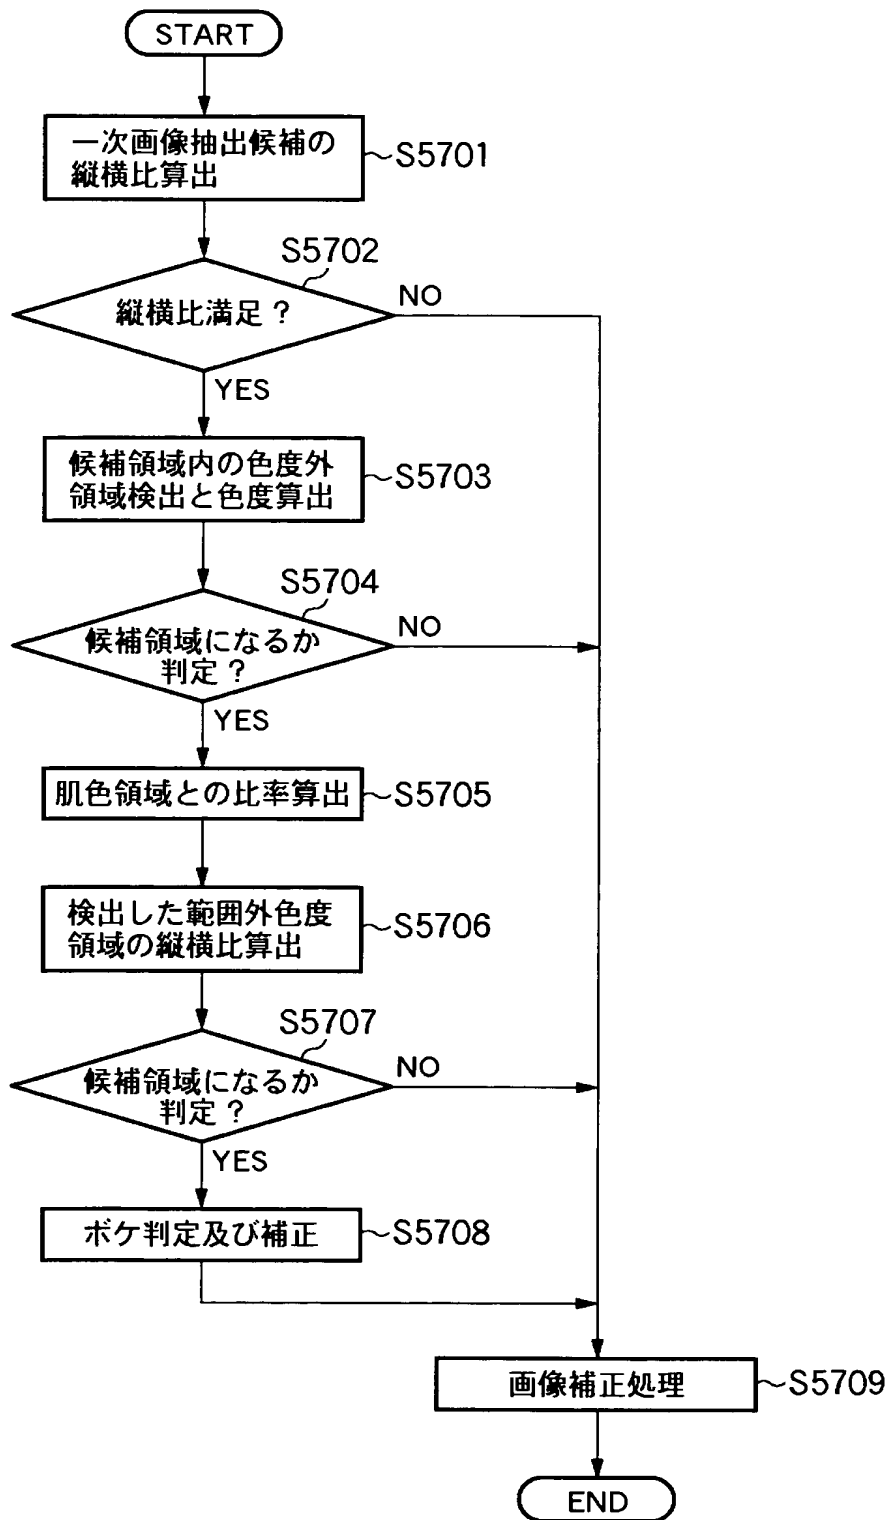 START
一次画像抽出候補の
縦横比算出
S5701
S5702
縦横比満足?
NO
YES
候補領域内の色度外
領域検出と色度算出
S5703
S5704
候補領域になるか
判定?
NO
YES
肌色領域との比率算出
S5705
検出した範囲外色度
領域の縦横比算出
S5706
S5707
候補領域になるか
判定?
NO
YES
ボケ判定及び補正
S5708
画像補正処理
S5709
END